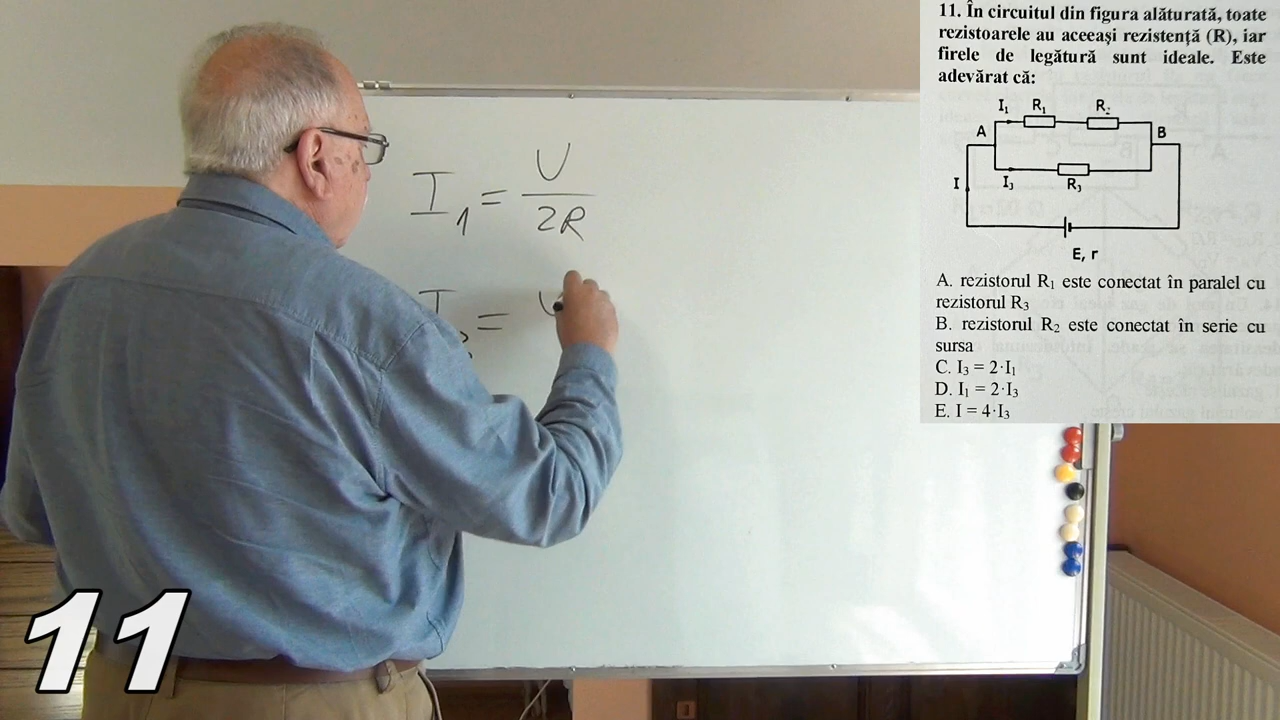 11. În circuitul din figura alăturată, toate
rezistoarele au aceeași rezistență (R), iar
firele de legătură sunt ideale. Este
adevărat că:
I₁ R₁ R₂
A B
I I₃ R₃
E, r
A. rezistorul R₁ este conectat în paralel cu
rezistorul R₃
B. rezistorul R₂ este conectat în serie cu
sursa
C. I₃ = 2·I₁
D. I₁ = 2·I₃
E. I = 4·I₃
I₁ = U/2R
I₃ = U
11